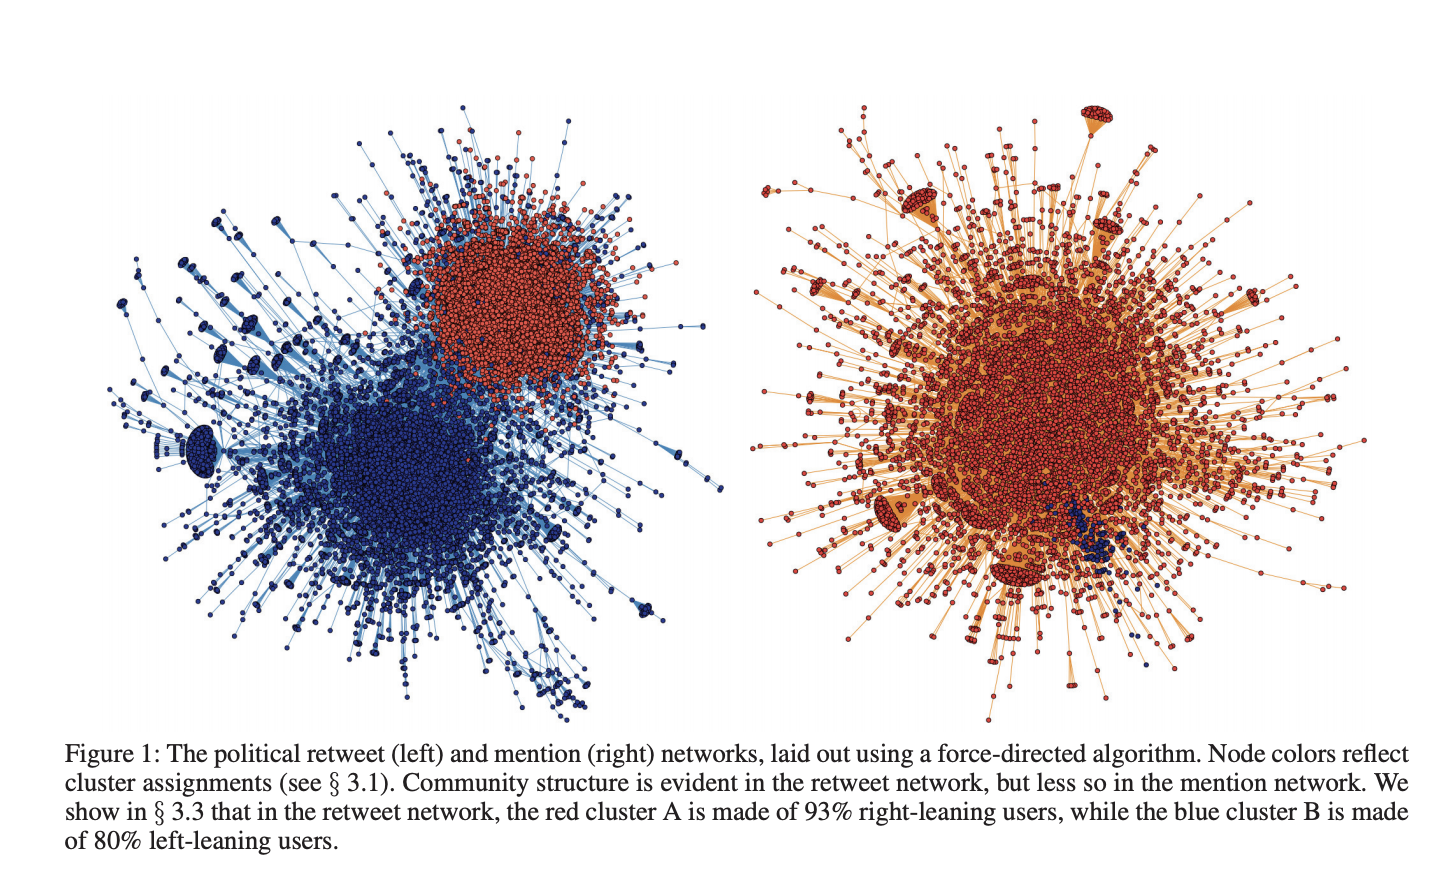 Figure 1: The political retweet (left) and mention (right) networks, laid out using a force-directed algorithm. Node colors reflect
cluster assignments (see § 3.1). Community structure is evident in the retweet network, but less so in the mention network. We
show in § 3.3 that in the retweet network, the red cluster A is made of 93% right-leaning users, while the blue cluster B is made
of 80% left-leaning users.